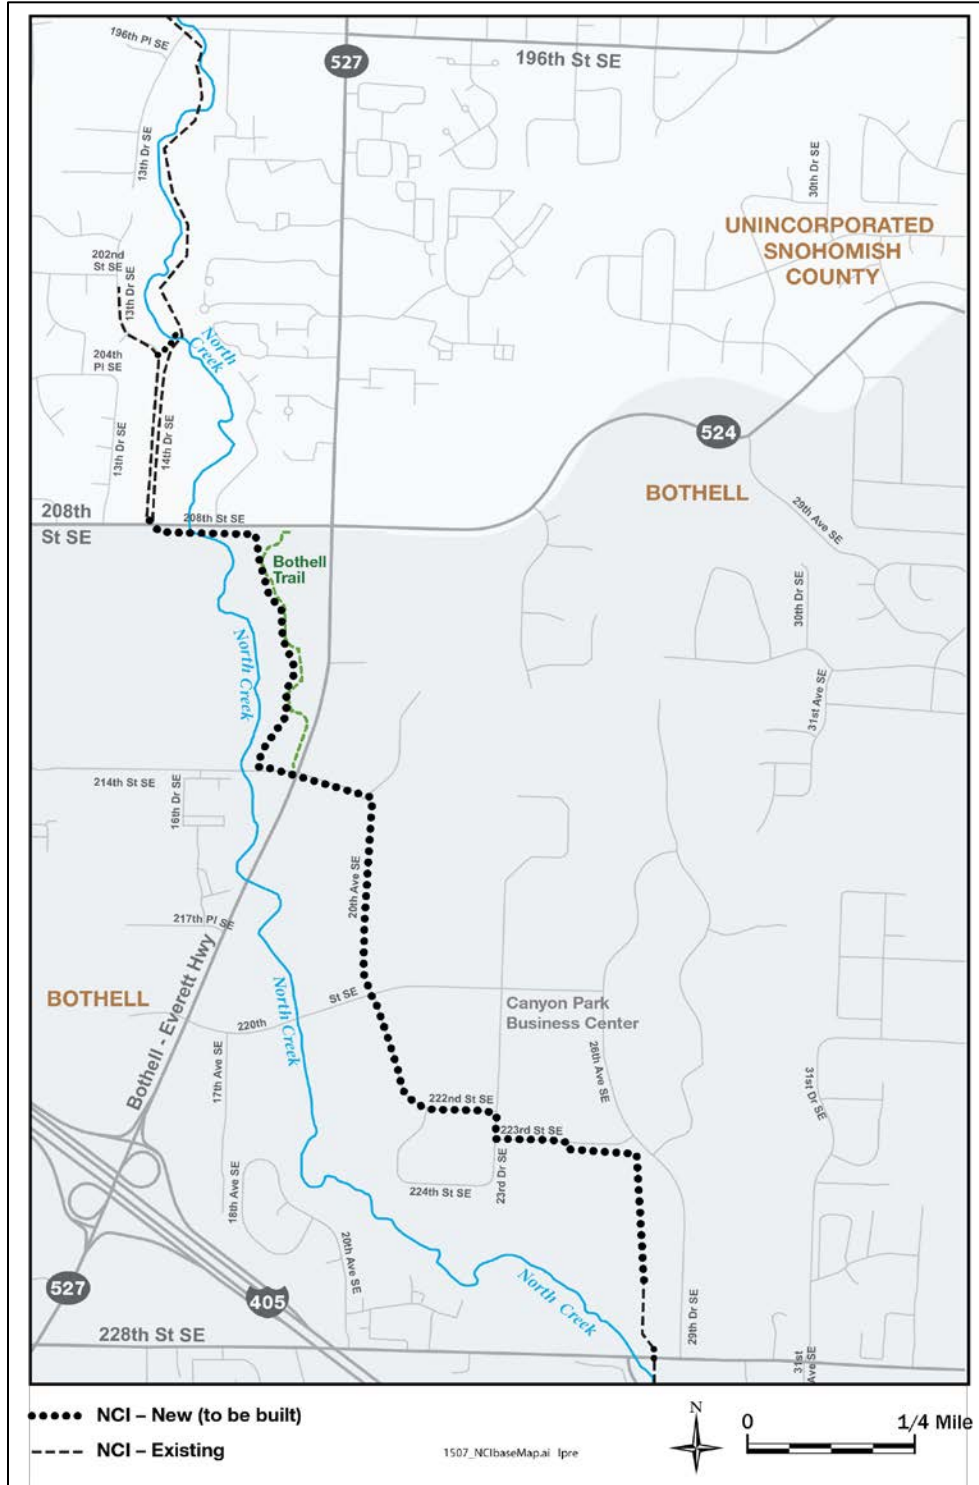 196th Pl SE
527
196th St SE
13th Dr SE
30th Dr SE
UNINCORPORATED
SNOHOMISH
COUNTY
202nd
St SE
13th Dr SE
North
Creek
204th
Pl SE
13th Dr SE
14th Dr SE
524
BOTHELL
29th Ave SE
208th
St SE
208th St SE
Bothell
Trail
30th Dr SE
North Creek
31st Ave SE
214th St SE
16th Dr SE
20th Ave SE
217th Pl SE
BOTHELL
Bothell - Everett Hwy
North Creek
220th
St SE
Canyon Park
Business Center
17th Ave SE
26th Ave SE
31st Dr SE
222nd St SE
223rd St SE
23rd Dr SE
224th St SE
18th Ave SE
20th Ave SE
North Creek
29th Dr SE
527
405
228th St SE
31st
Ave SE
NCI – New (to be built)
NCI – Existing
1507_NCIbaseMap.ai lpre
N
0
1/4 Mile